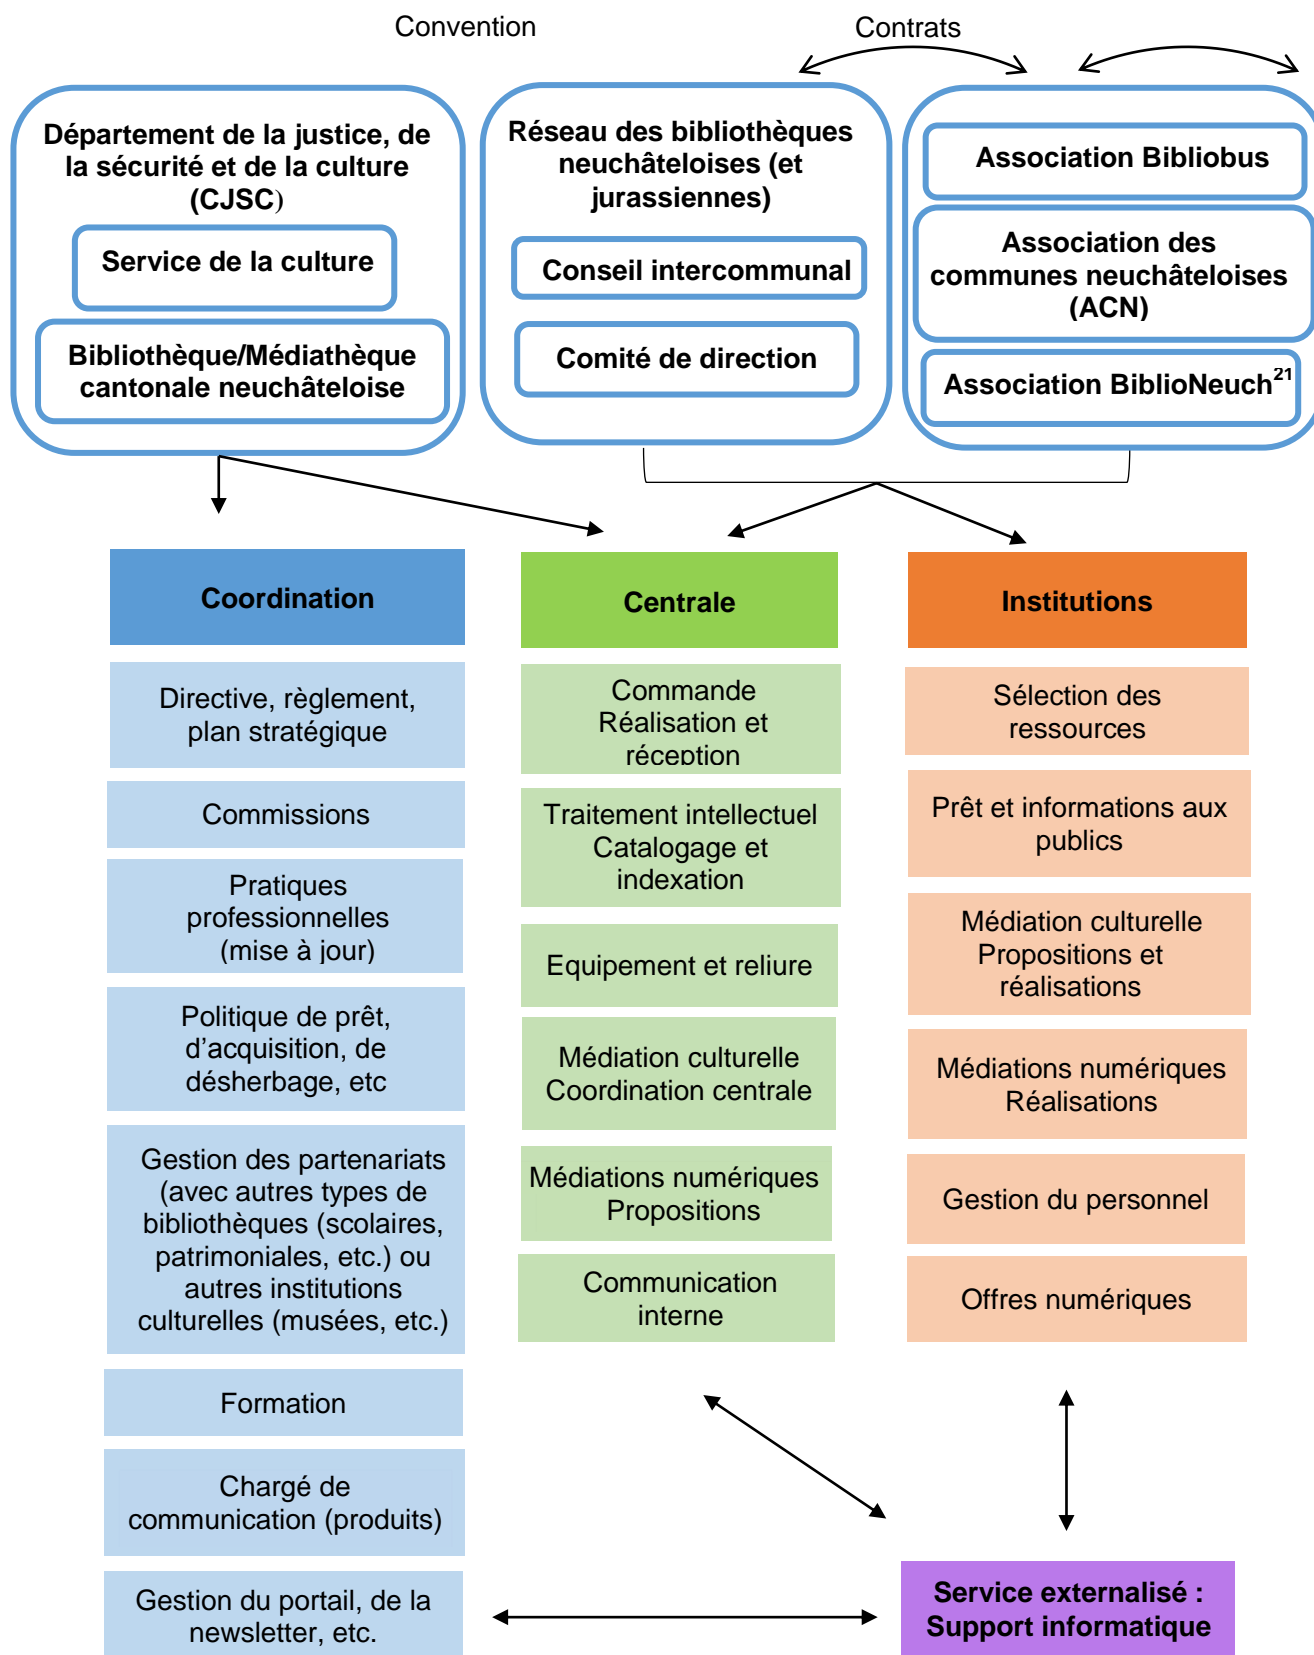 Convention
Contrats
Département de la justice, de
la sécurité et de la culture
(CJSC)
Service de la culture
Bibliothèque/Médiathèque
cantonale neuchâteloise
Réseau des bibliothèques
neuchâteloises (et
jurassiennes)
Conseil intercommunal
Comité de direction
Association Bibliobus
Association des
communes neuchâteloises
(ACN)
Association BiblioNeuch²¹
Coordination
Directive, règlement,
plan stratégique
Commissions
Pratiques
professionnelles
(mise à jour)
Politique de prêt,
d’acquisition, de
désherbage, etc
Gestion des partenariats
(avec autres types de
bibliothèques (scolaires,
patrimoniales, etc.) ou
autres institutions
culturelles (musées, etc.)
Formation
Chargé de
communication (produits)
Gestion du portail, de la
newsletter, etc.
Centrale
Commande
Réalisation et
réception
Traitement intellectuel
Catalogage et
indexation
Equipement et reliure
Médiation culturelle
Coordination centrale
Médiations numériques
Propositions
Communication
interne
Institutions
Sélection des
ressources
Prêt et informations aux
publics
Médiation culturelle
Propositions et
réalisations
Médiations numériques
Réalisations
Gestion du personnel
Offres numériques
Service externalisé :
Support informatique